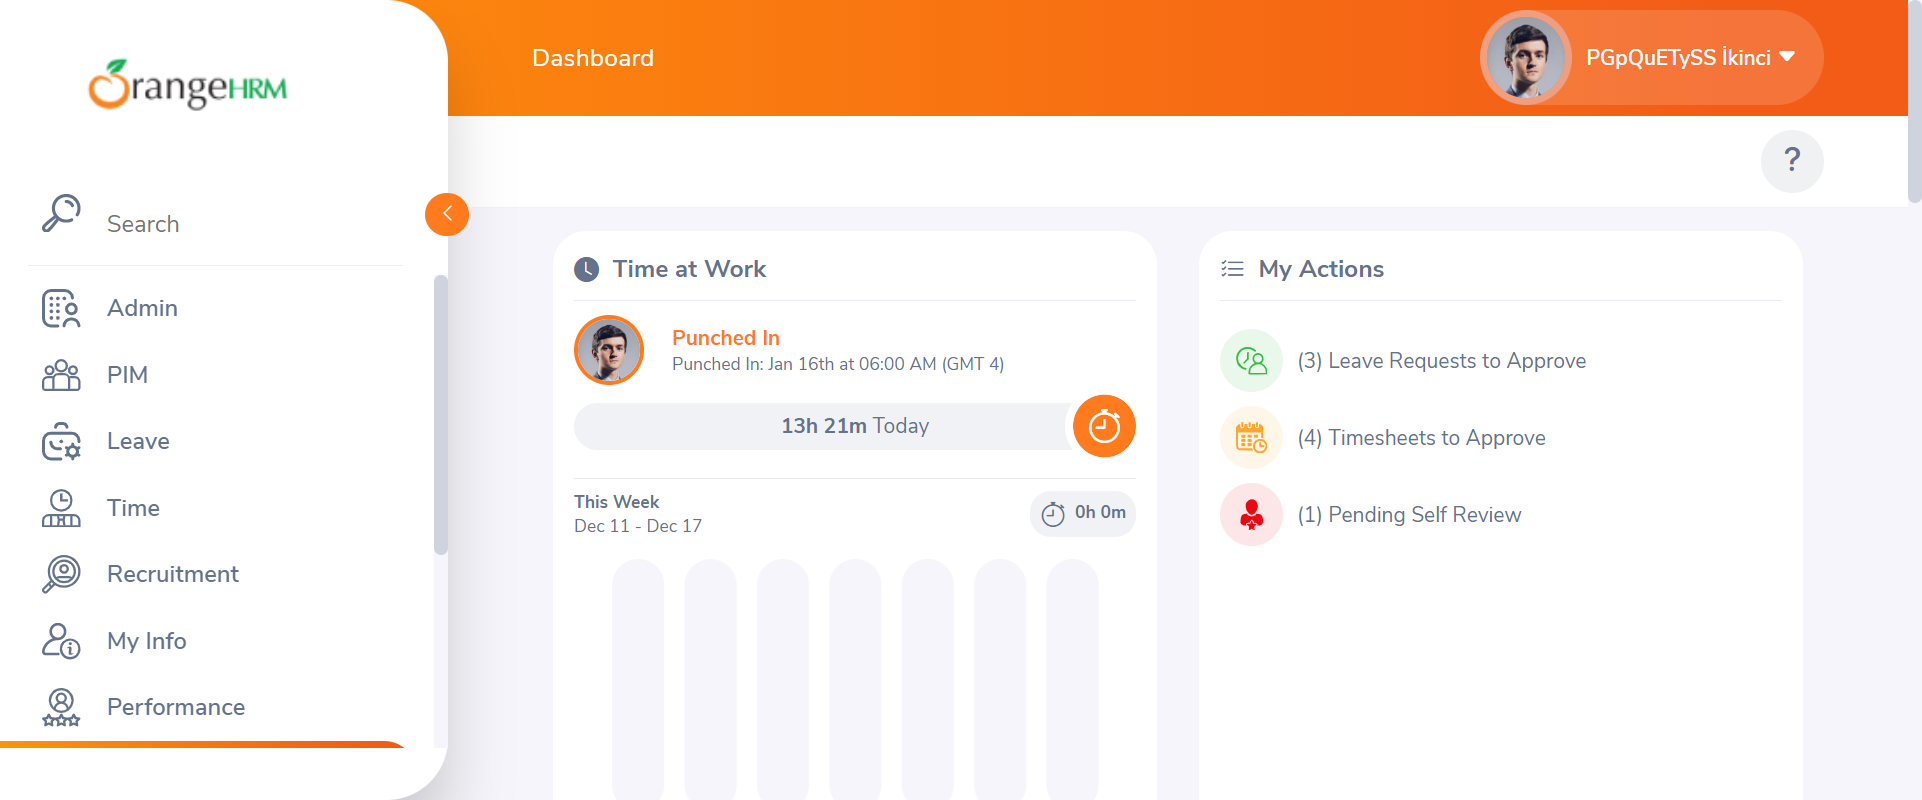 OrangeHRM
Dashboard
PGpQuETySS İkinci
?
Search
Admin
PIM
Leave
Time
Recruitment
My Info
Performance
Time at Work
Punched In
Punched In: Jan 16th at 06:00 AM (GMT 4)
13h 21m Today
This Week
Dec 11 - Dec 17
0h 0m
My Actions
(3) Leave Requests to Approve
(4) Timesheets to Approve
(1) Pending Self Review